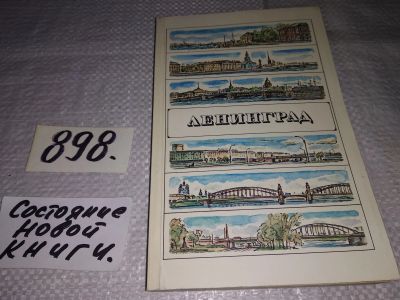 898.
Состояние
новой
книги.
ЛЕНИНГРАД